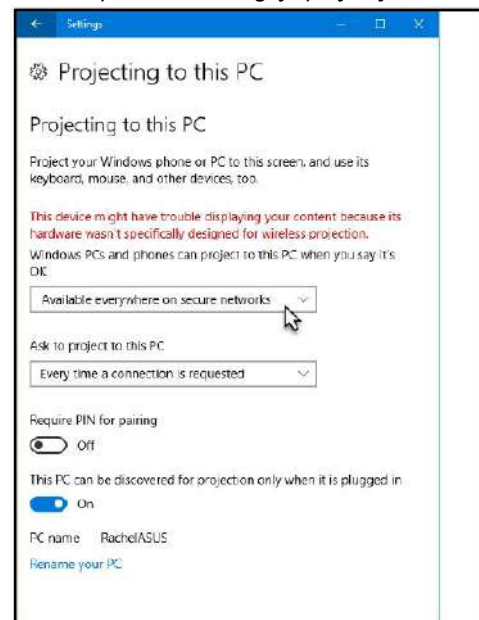 Settings
Projecting to this PC
Projecting to this PC
Project your Windows phone or PC to this screen, and use its
keyboard, mouse, and other devices, too.
This device might have trouble displaying your content because its
hardware wasn't specifically designed for wireless projection.
Windows PCs and phones can project to this PC when you say it's
OK
Available everywhere on secure networks
Ask to project to this PC
Every time a connection is requested
Require PIN for pairing
Off
This PC can be discovered for projection only when it is plugged in
On
PC name RachelASUS
Rename your PC